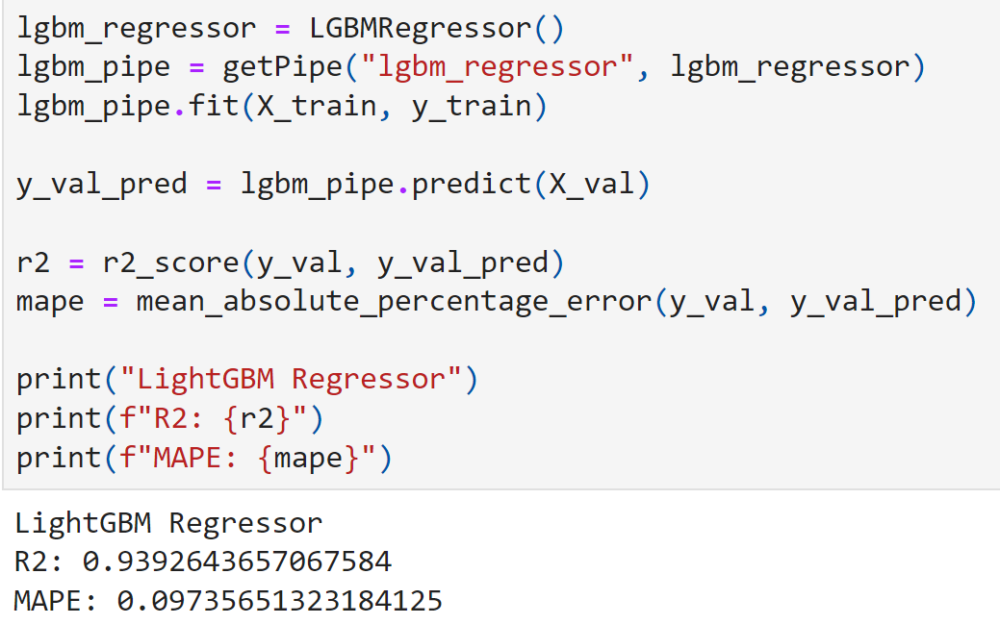 lgbm_regressor = LGBMRegressor()
lgbm_pipe = getPipe("lgbm_regressor", lgbm_regressor)
lgbm_pipe.fit(X_train, y_train)
y_val_pred = lgbm_pipe.predict(X_val)
r2 = r2_score(y_val, y_val_pred)
mape = mean_absolute_percentage_error(y_val, y_val_pred)
print("LightGBM Regressor")
print(f"R2: {r2}")
print(f"MAPE: {mape}")
LightGBM Regressor
R2: 0.9392643657067584
MAPE: 0.09735651323184125